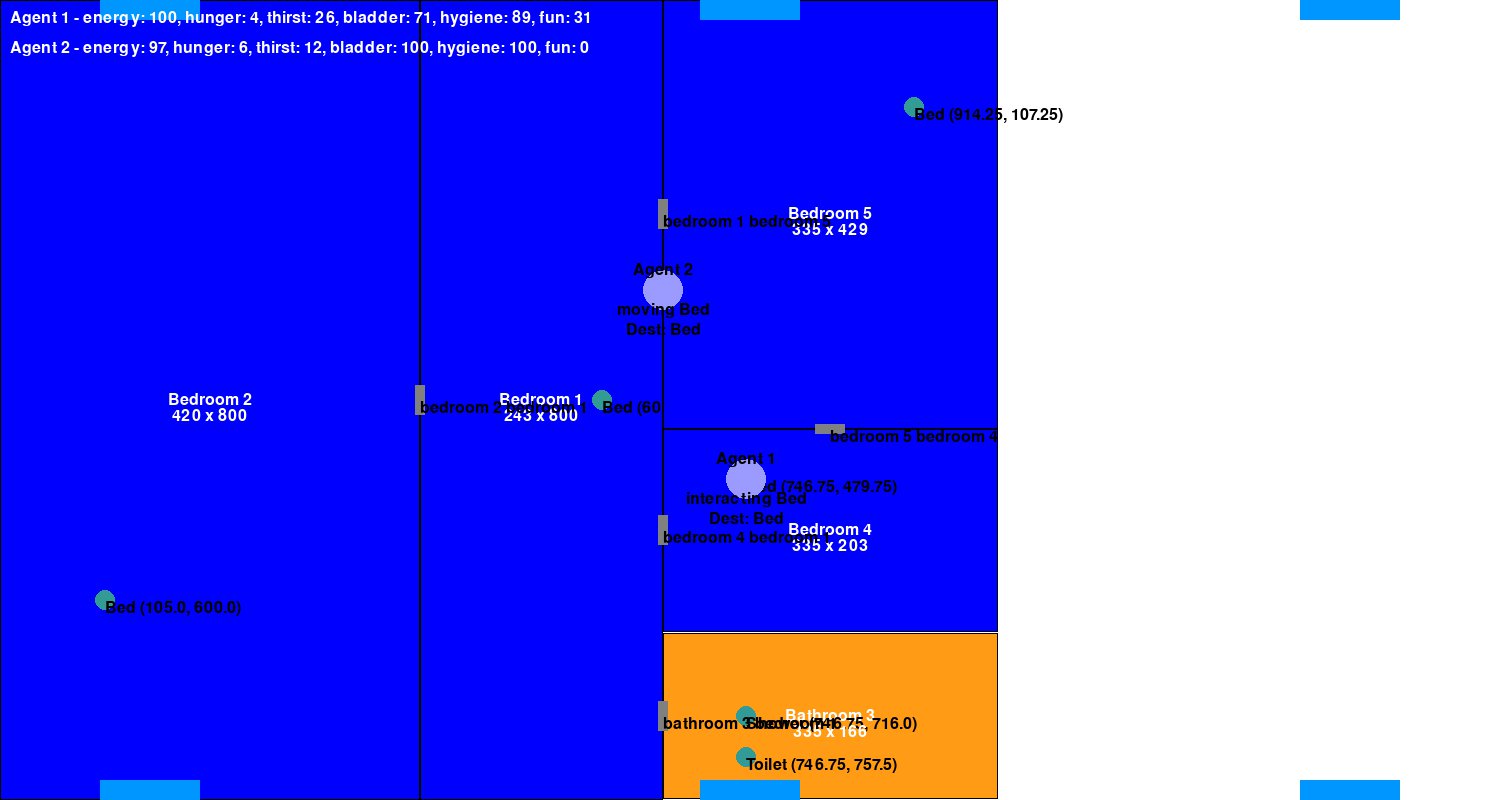 Agent 1 - energy: 100, hunger: 4, thirst: 26, bladder: 71, hygiene: 89, fun: 31
Agent 2 - energy: 97, hunger: 6, thirst: 12, bladder: 100, hygiene: 100, fun: 0
Bed (914.25, 107.25)
Bedroom 5
bedroom 1 bedroom 5
335 x 429
Agent 2
moving Bed
Dest: Bed
Bedroom 2
420 x 800
Bedroom 1
bedroom 2 bedroom 1
243 x 800
Bed (60
bedroom 5 bedroom 4
Agent 1
Bed (746.75, 479.75)
interacting Bed
Dest: Bed
Bedroom 4
bedroom 4 bedroom 1
335 x 203
Bed (105.0, 600.0)
Bathroom 3
bathroom 3 bedroom 1
Shower (746.75, 716.0)
335 x 166
Toilet (746.75, 757.5)